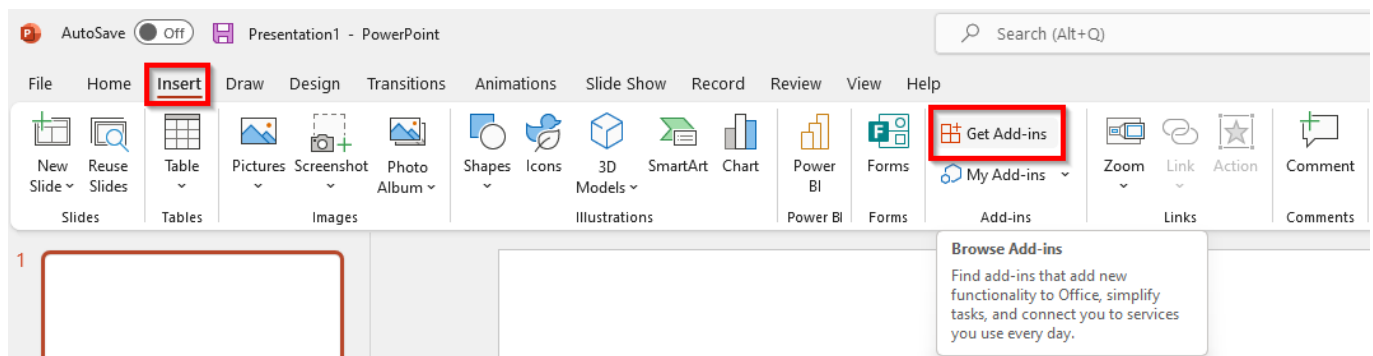 AutoSave Off Presentation1 - PowerPoint Search (Alt+Q)
File Home Insert Draw Design Transitions Animations Slide Show Record Review View Help
New Slide Reuse Slides Table Pictures Screenshot Photo Album Shapes Icons 3D Models SmartArt Chart Power BI Forms Get Add-ins My Add-ins Zoom Link Action Comment
Slides Tables Images Illustrations Power BI Forms Add-ins Links Comments
1
Browse Add-ins
Find add-ins that add new
functionality to Office, simplify
tasks, and connect you to services
you use every day.